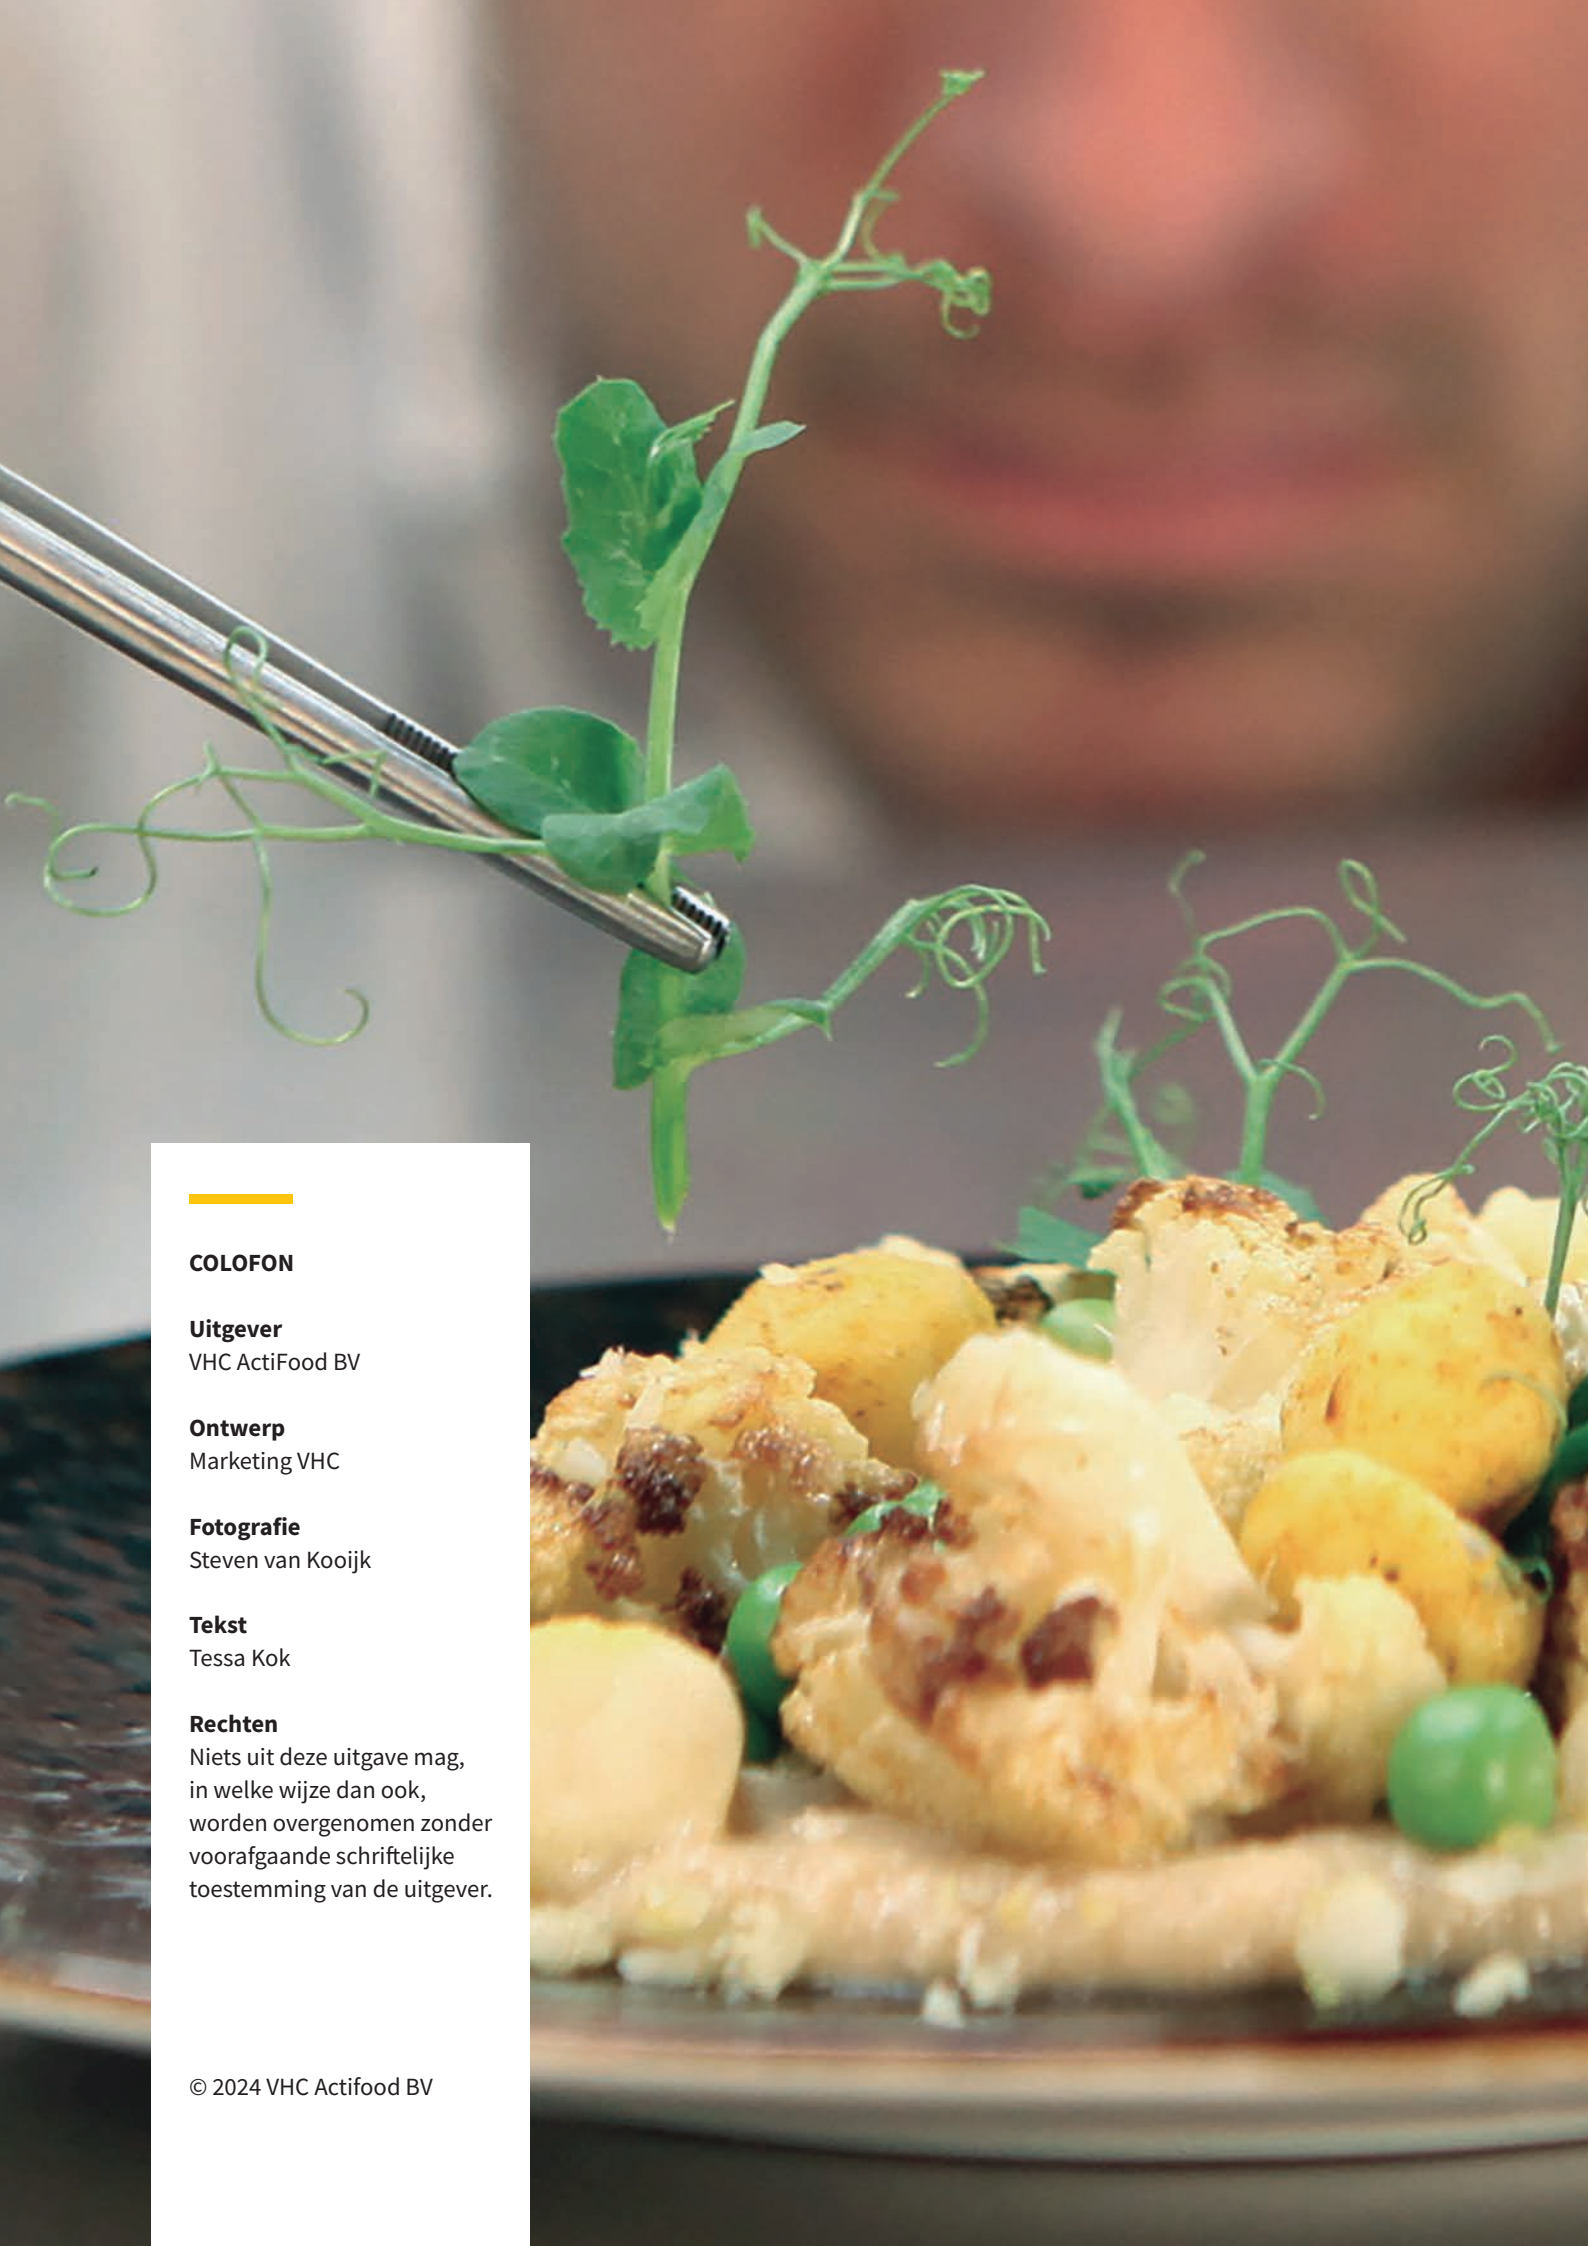 COLOFON
Uitgever
VHC ActiFood BV
Ontwerp
Marketing VHC
Fotografie
Steven van Kooijk
Tekst
Tessa Kok
Rechten
Niets uit deze uitgave mag,
in welke wijze dan ook,
worden overgenomen zonder
voorafgaande schriftelijke
toestemming van de uitgever.
© 2024 VHC Actifood BV